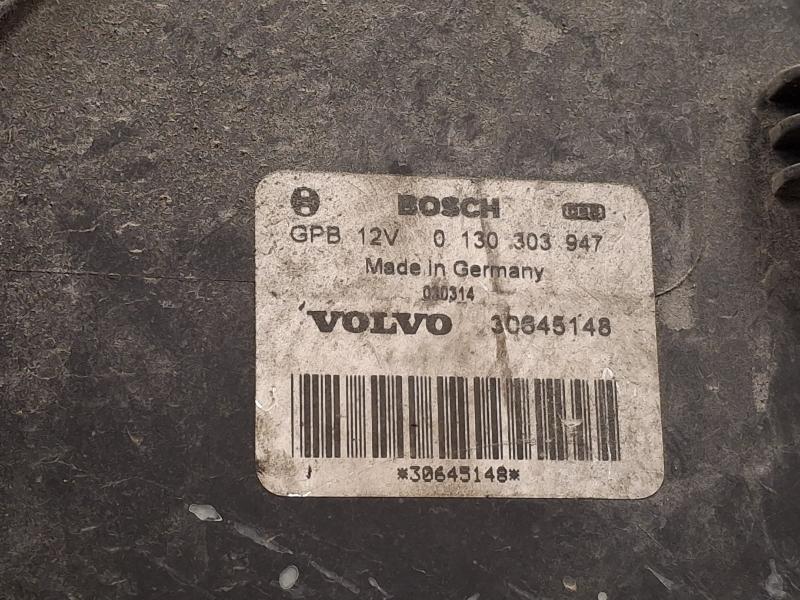 BOSCH
GPB 12V 0 130 303 947
Made in Germany
030314
VOLVO 30645148
*30645148*